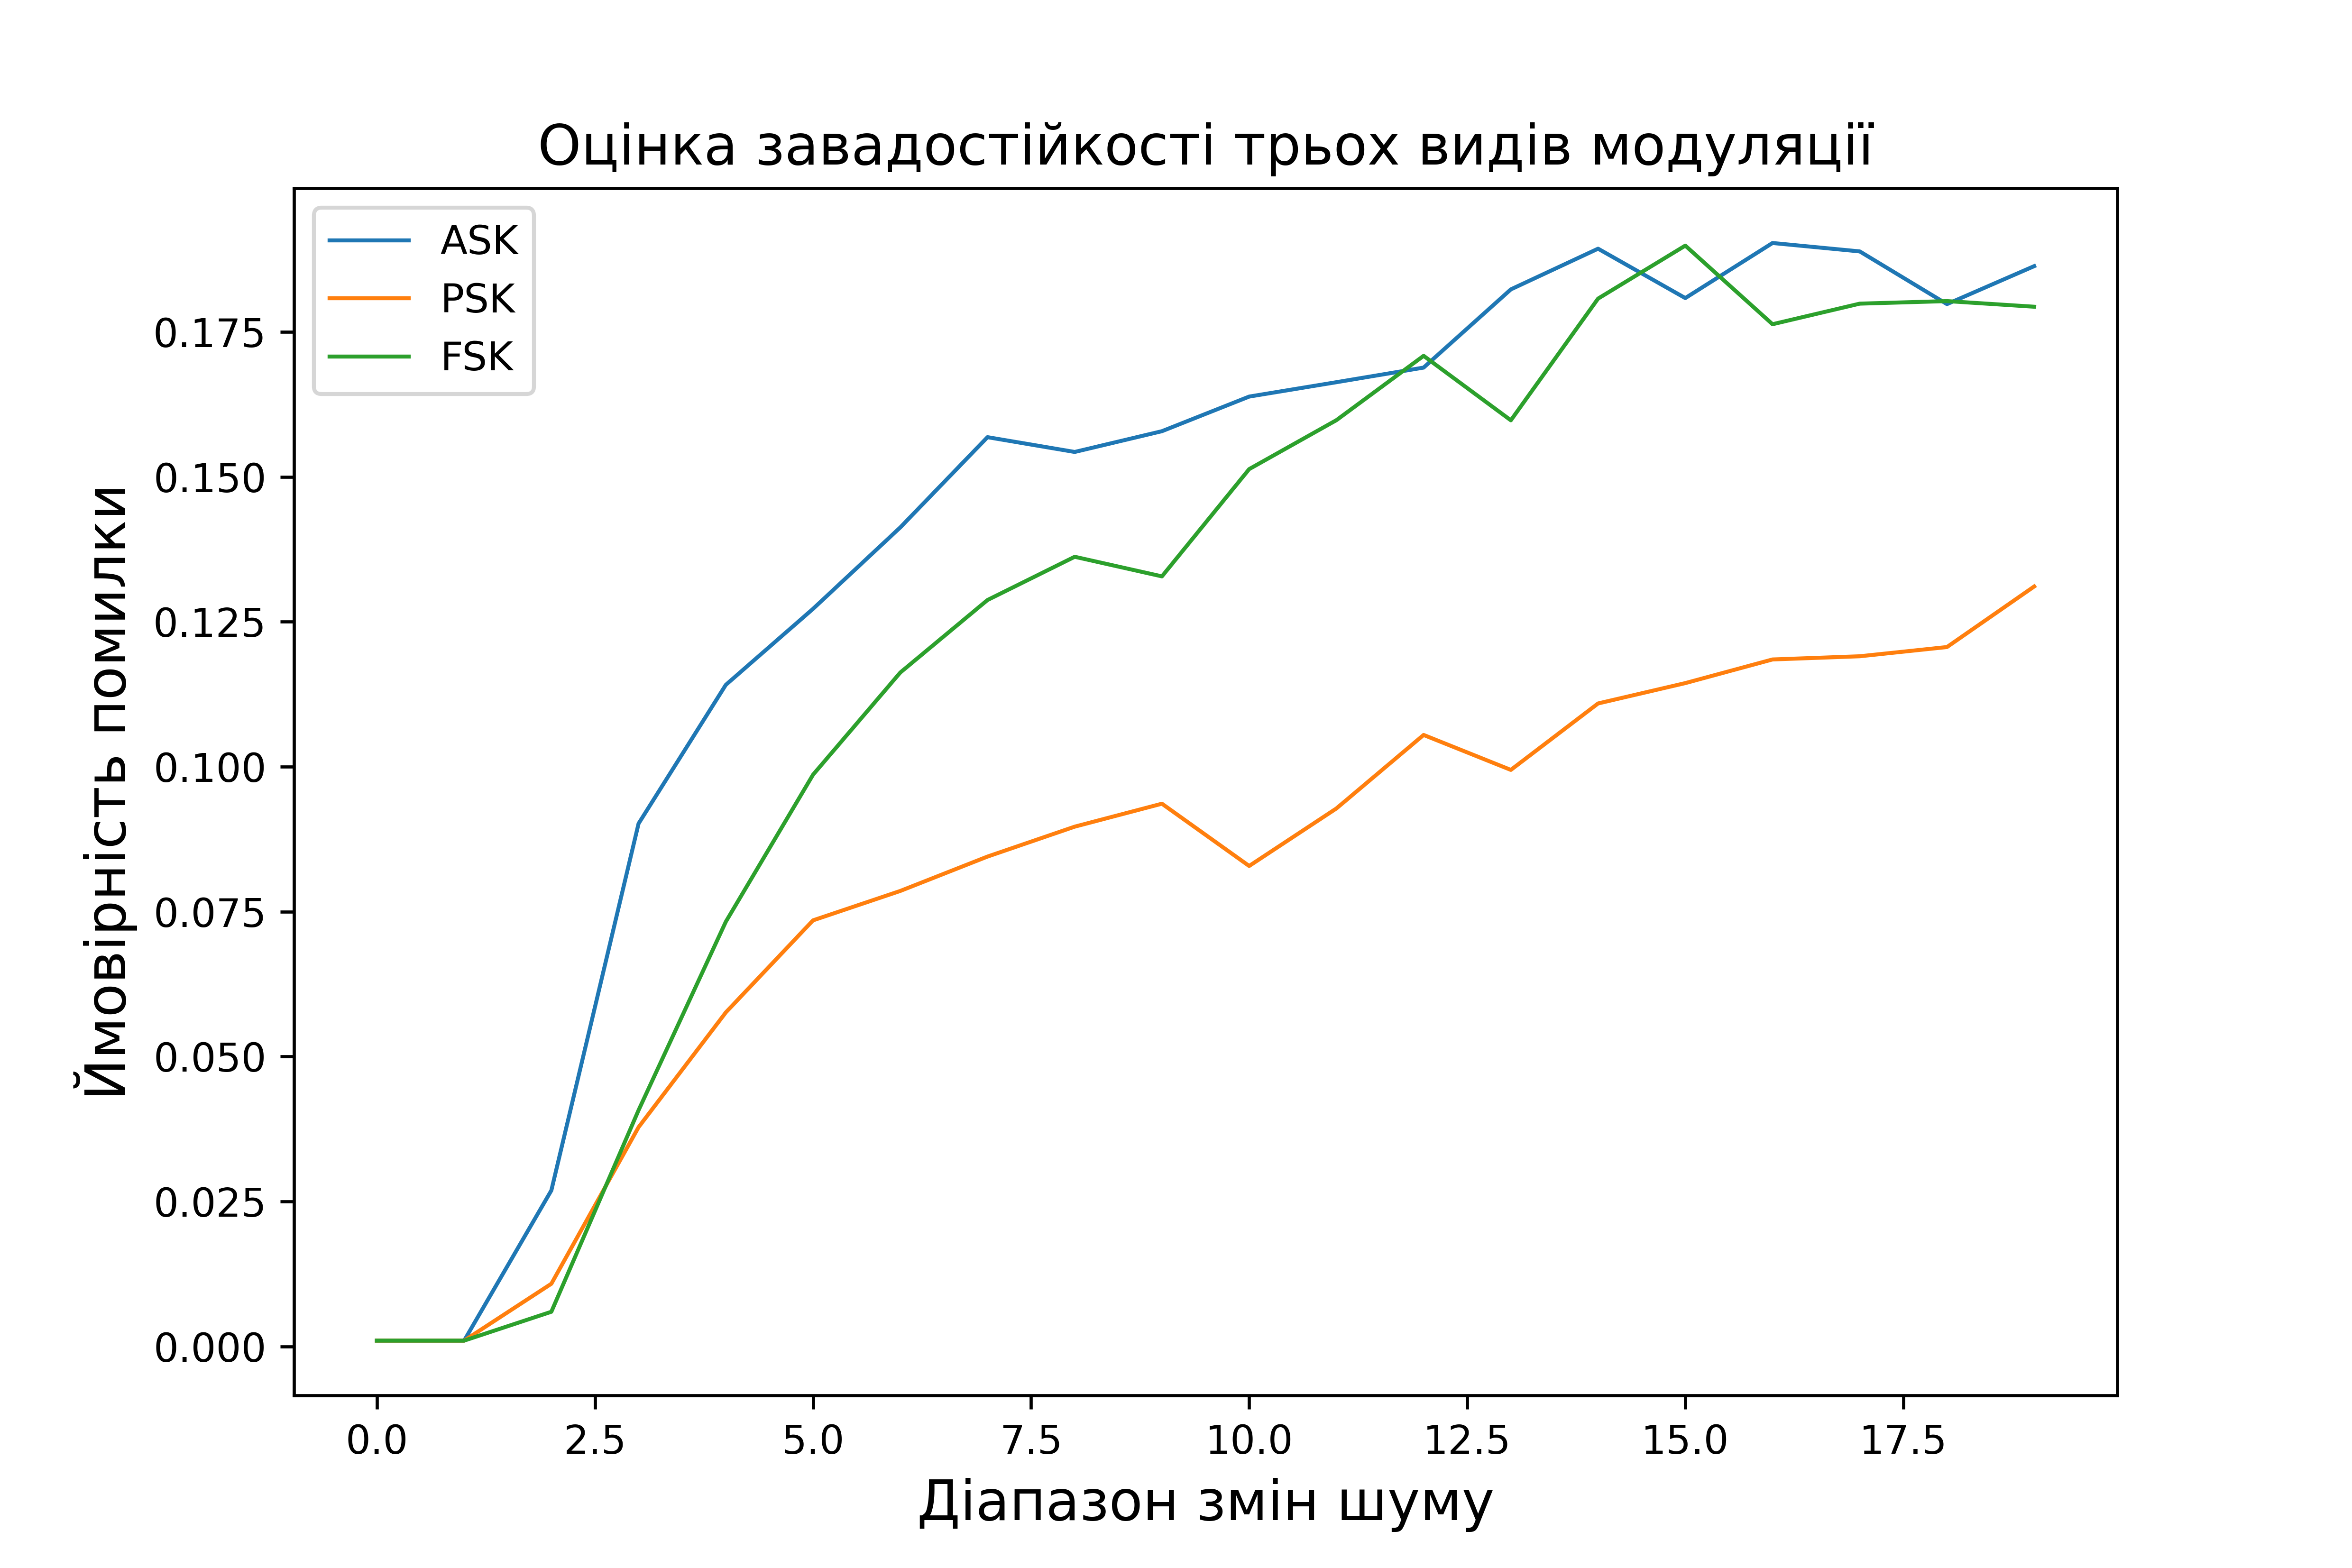 Оцінка завадостійкості трьох видів модуляції
ASK
PSK
FSK
Ймовірність помилки
0.175
0.150
0.125
0.100
0.075
0.050
0.025
0.000
0.0 2.5 5.0 7.5 10.0 12.5 15.0 17.5
Діапазон змін шуму